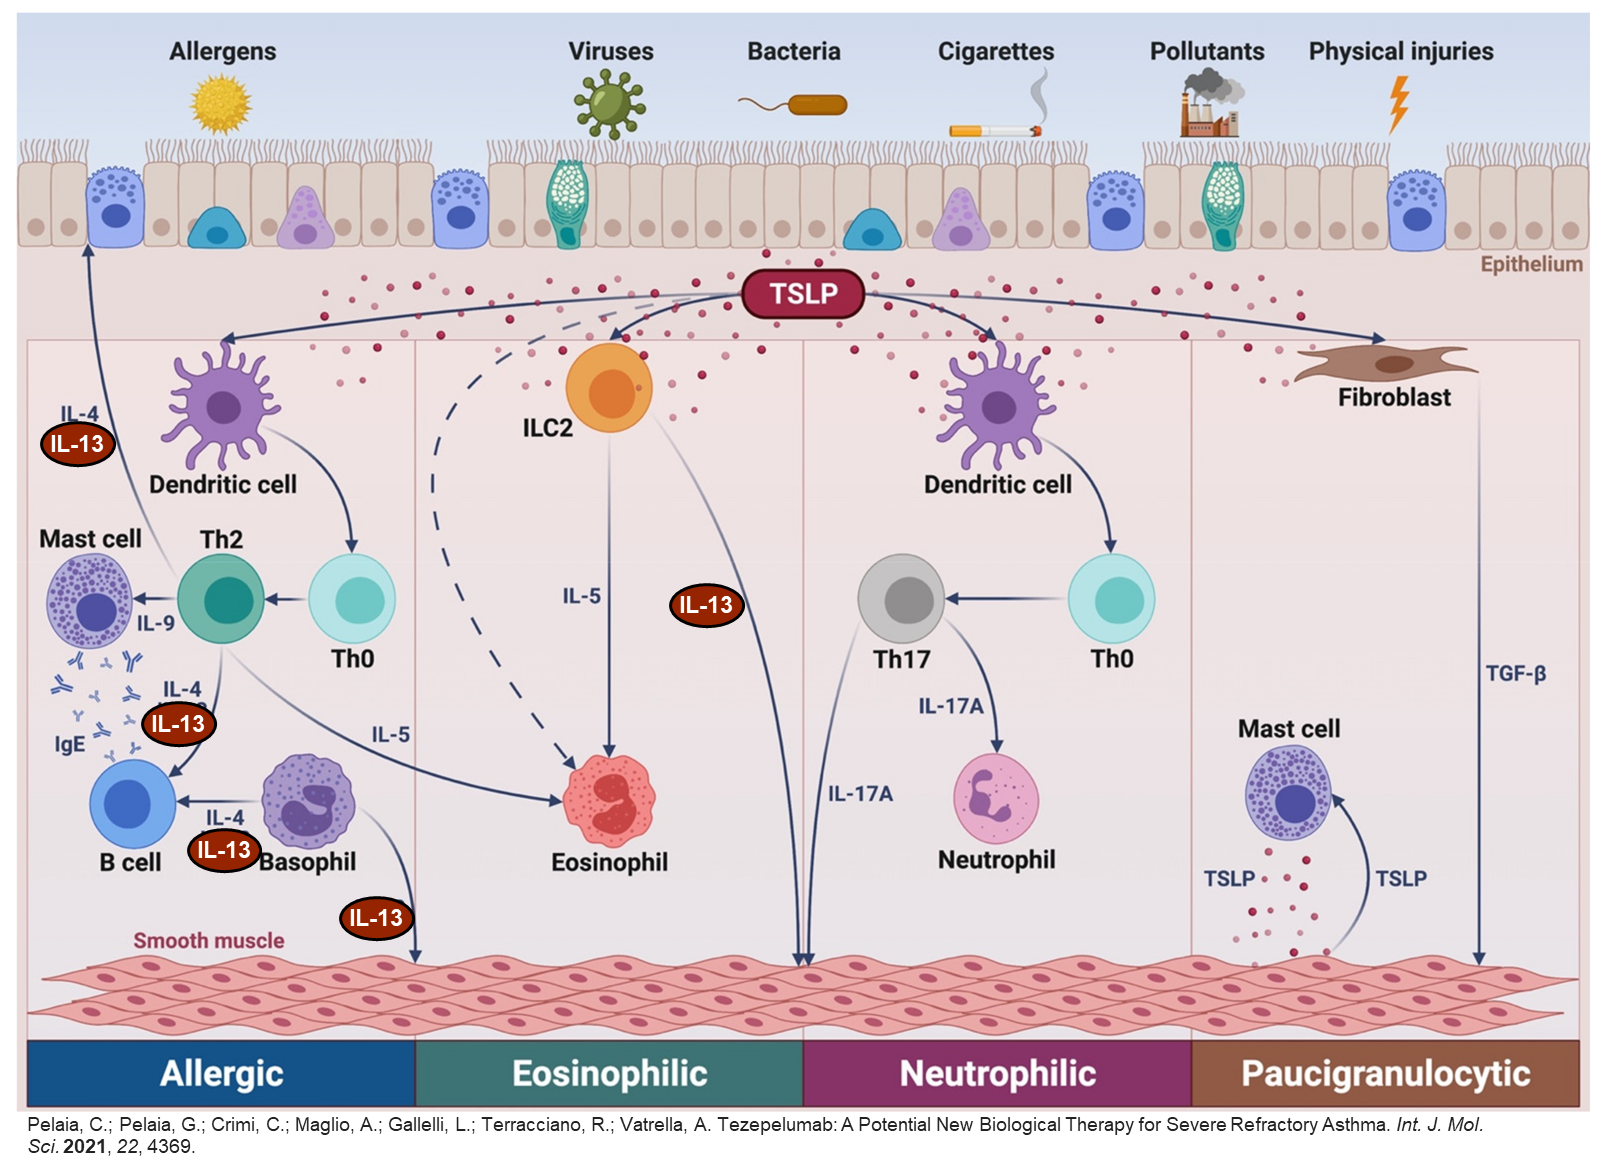 Allergens
Viruses
Bacteria
Cigarettes
Pollutants
Physical injuries
Epithelium
TSLP
IL-4
IL-13
Dendritic cell
ILC2
Dendritic cell
Fibroblast
Mast cell
Th2
IL-9
Th0
IL-5
IL-13
Th17
Th0
IL-4
IL-13
IgE
IL-5
IL-17A
TGF-β
IL-17A
Mast cell
IL-4
IL-13
B cell
Basophil
Eosinophil
Neutrophil
TSLP
TSLP
IL-13
Smooth muscle
Allergic
Eosinophilic
Neutrophilic
Paucigranulocytic
Pelaia, C.; Pelaia, G.; Crimi, C.; Maglio, A.; Gallelli, L.; Terracciano, R.; Vatrella, A. Tezepelumab: A Potential New Biological Therapy for Severe Refractory Asthma. Int. J. Mol.
Sci. 2021, 22, 4369.